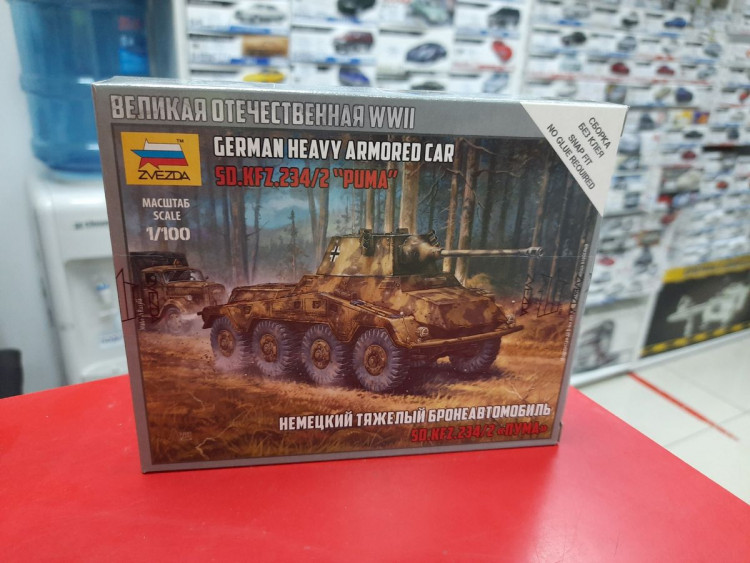 ВЕЛИКАЯ ОТЕЧЕСТВЕННАЯ WWII
СБОРКА
БЕЗ КЛЕЯ
SNAP FIT
NO GLUE REQUIRED
ZVEZDA
™
GERMAN HEAVY ARMORED CAR
SD.KFZ.234/2 "PUMA"
МАСШТАБ
SCALE
1/100
НЕМЕЦКИЙ ТЯЖЕЛЫЙ БРОНЕАВТОМОБИЛЬ
SD.KFZ.234/2 «ПУМА»